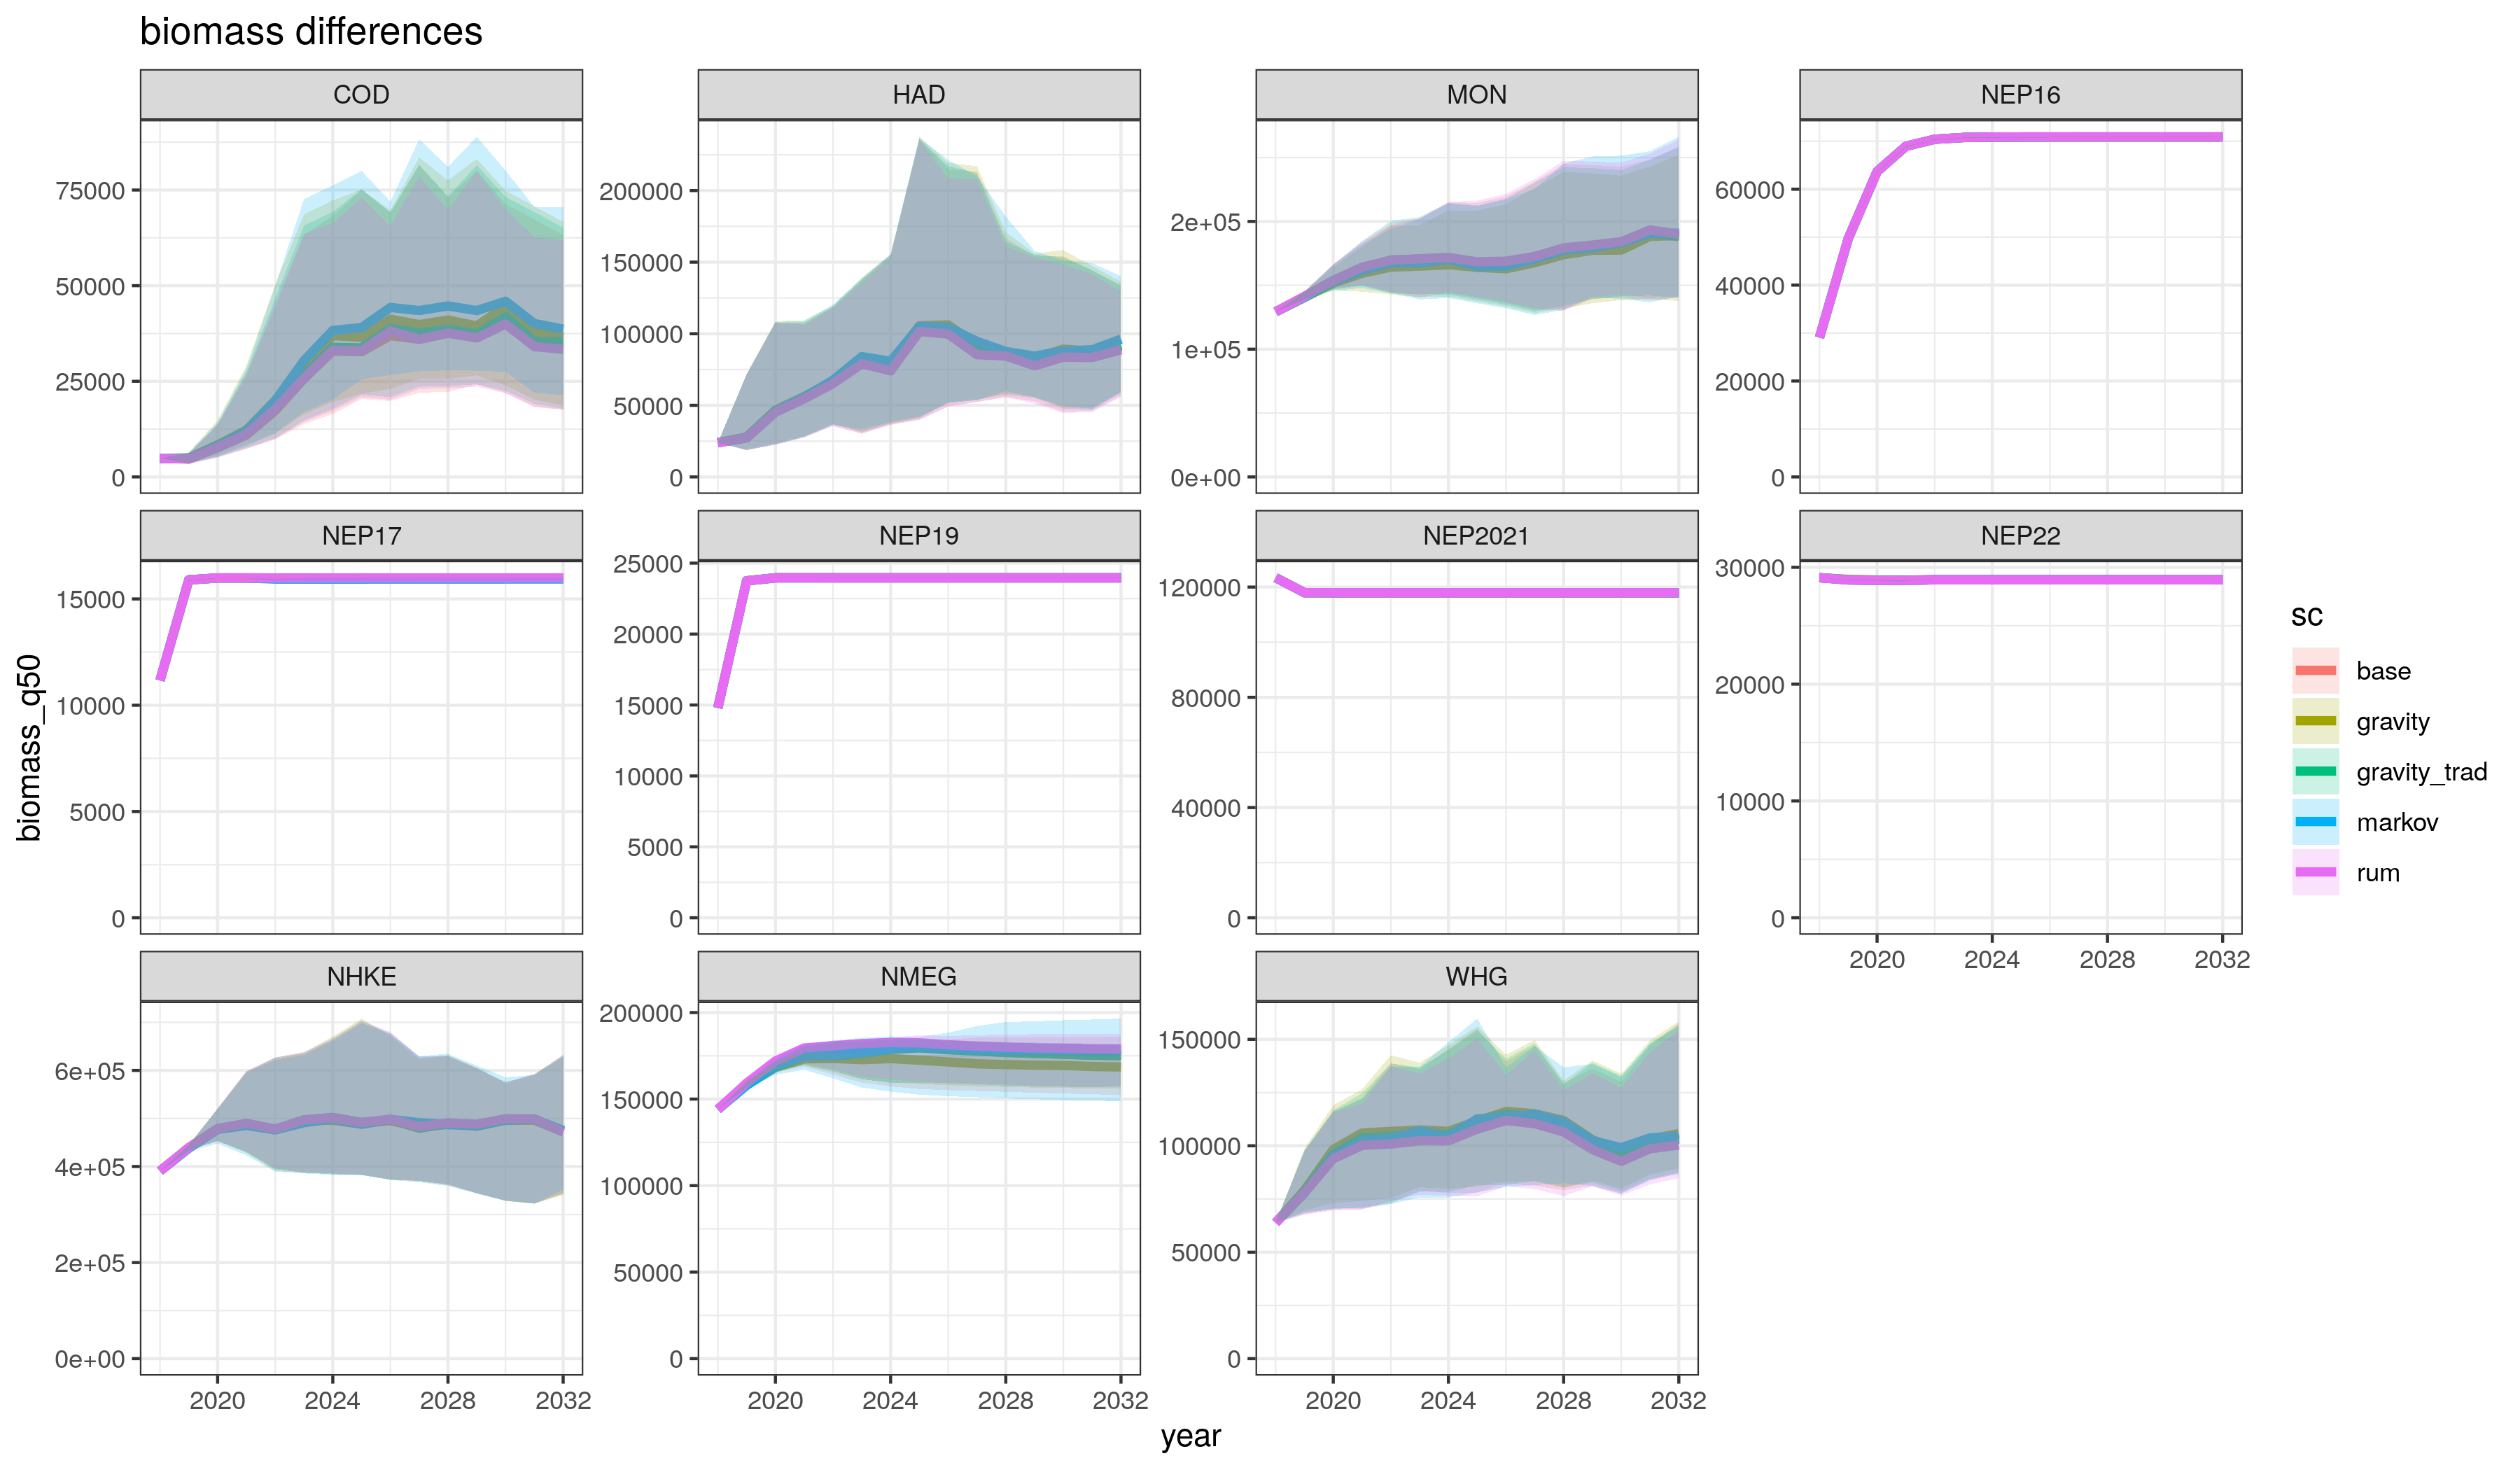 biomass differences
COD
HAD
MON
NEP16
75000
50000
25000
0
200000
150000
100000
50000
0
2e+05
1e+05
0e+00
60000
40000
20000
0
NEP17
NEP19
NEP2021
NEP22
15000
10000
5000
0
25000
20000
15000
10000
5000
0
120000
80000
40000
0
30000
20000
10000
0
2020 2024 2028 2032
NHKE
NMEG
WHG
6e+05
4e+05
2e+05
0e+00
200000
150000
100000
50000
0
150000
100000
50000
0
2020 2024 2028 2032
2020 2024 2028 2032
2020 2024 2028 2032
year
biomass_q50
sc
base
gravity
gravity_trad
markov
rum